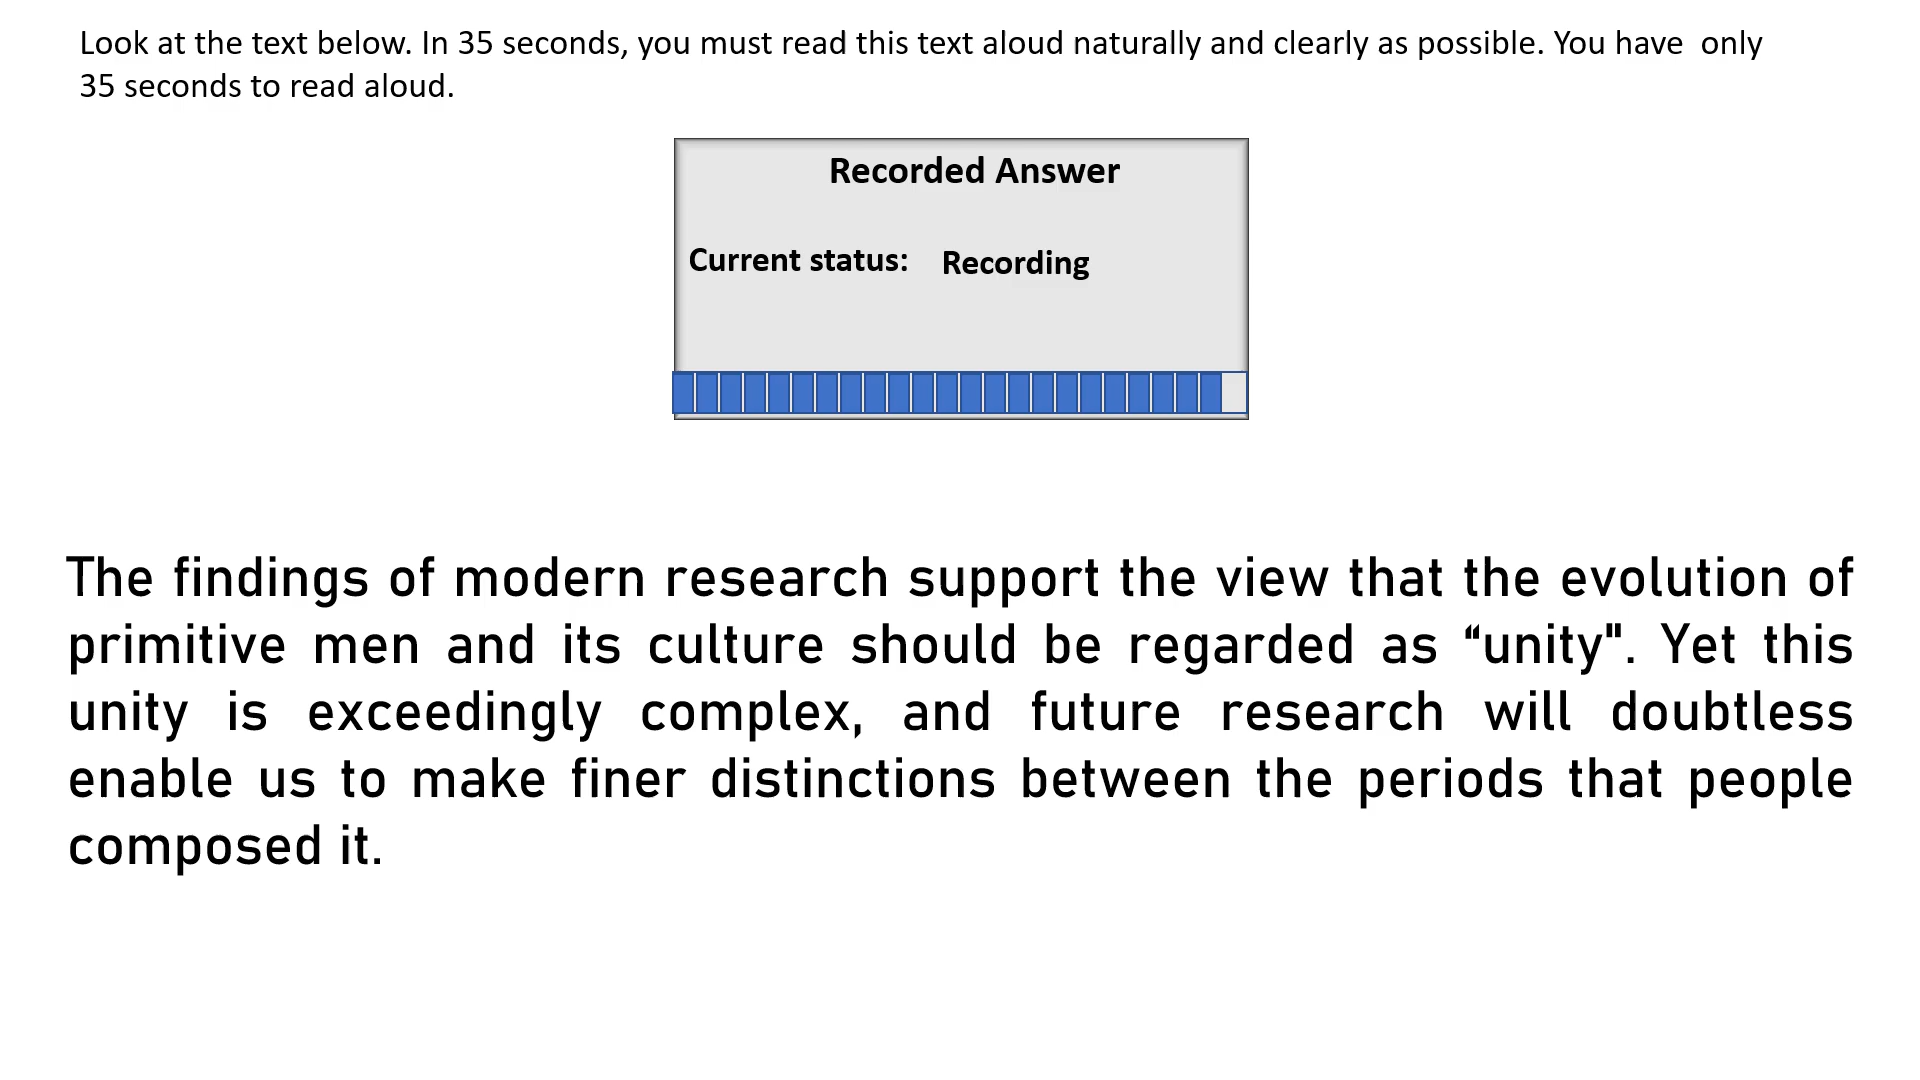 Look at the text below. In 35 seconds, you must read this text aloud naturally and clearly as possible. You have  only
35 seconds to read aloud.
Recorded Answer
Current status: Recording
The findings of modern research support the view that the evolution of
primitive men and its culture should be regarded as “unity". Yet this
unity is exceedingly complex, and future research will doubtless
enable us to make finer distinctions between the periods that people
composed it.